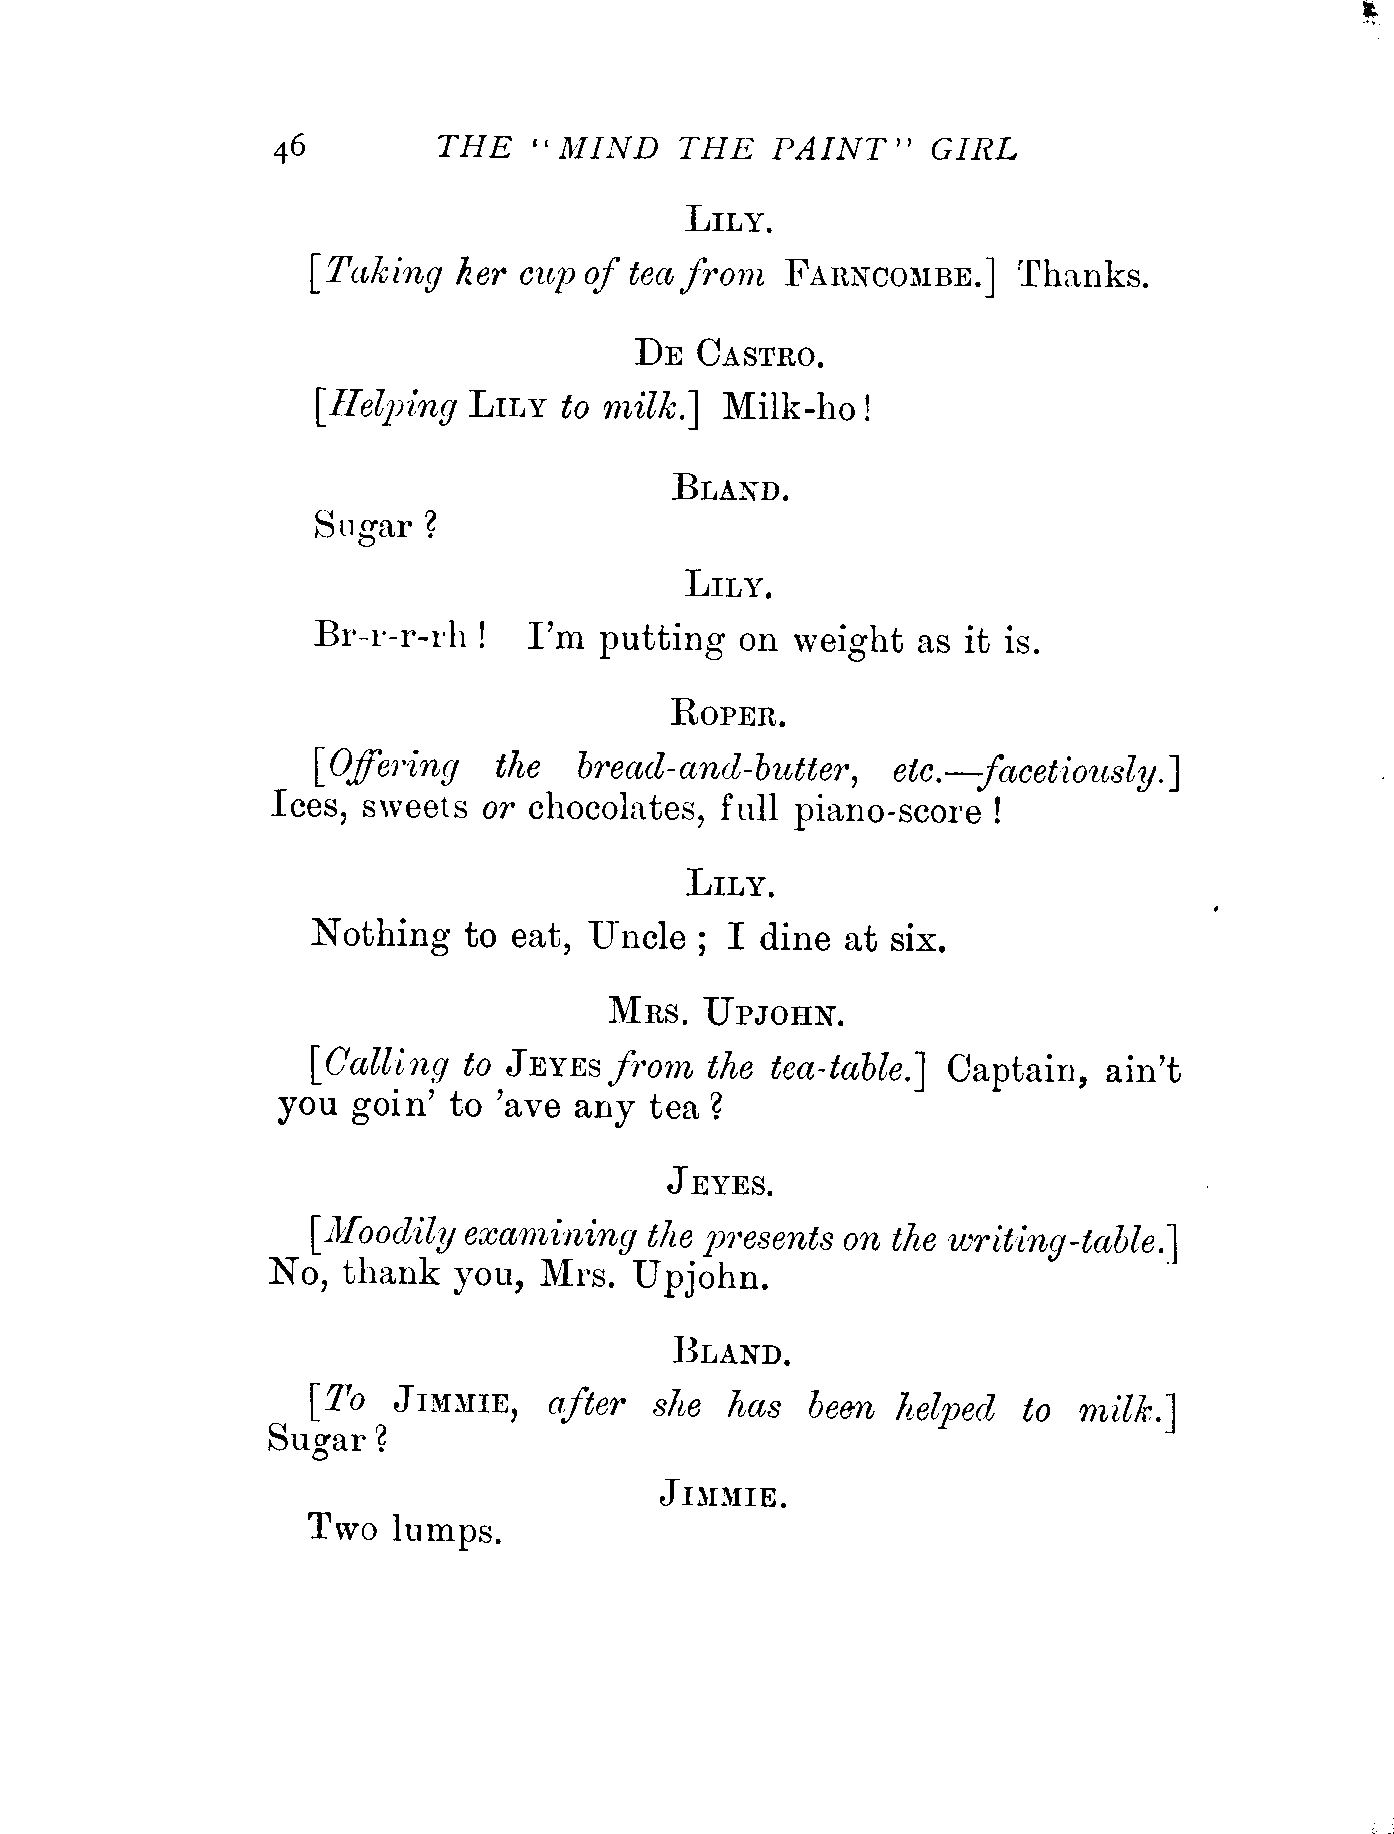 46 THE "MIND THE PAINT" GIRL
LILY.
[Taking her cup of tea from FARNCOMBE.] Thanks.
DE CASTRO.
[Helping LILY to milk.] Milk-ho!
BLAND.
Sugar?
LILY.
Br-r-r-rh! I'm putting on weight as it is.
ROPER.
[Offering the bread-and-butter, etc.—facetiously.]
Ices, sweets or chocolates, full piano-score!
LILY.
Nothing to eat, Uncle; I dine at six.
MRS. UPJOHN.
[Calling to JEYES from the tea-table.] Captain, ain't
you goin' to 'ave any tea?
JEYES.
[Moodily examining the presents on the writing-table.]
No, thank you, Mrs. Upjohn.
BLAND.
[To JIMMIE, after she has been helped to milk.]
Sugar?
JIMMIE.
Two lumps.